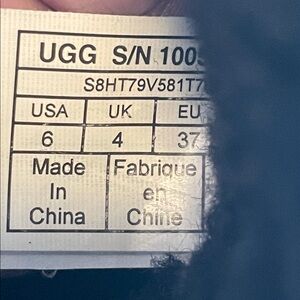 UGG S/N 100
S8HT79V581T7
USA UK EU
6 4 37
Made Fabrique
In en
China Chine